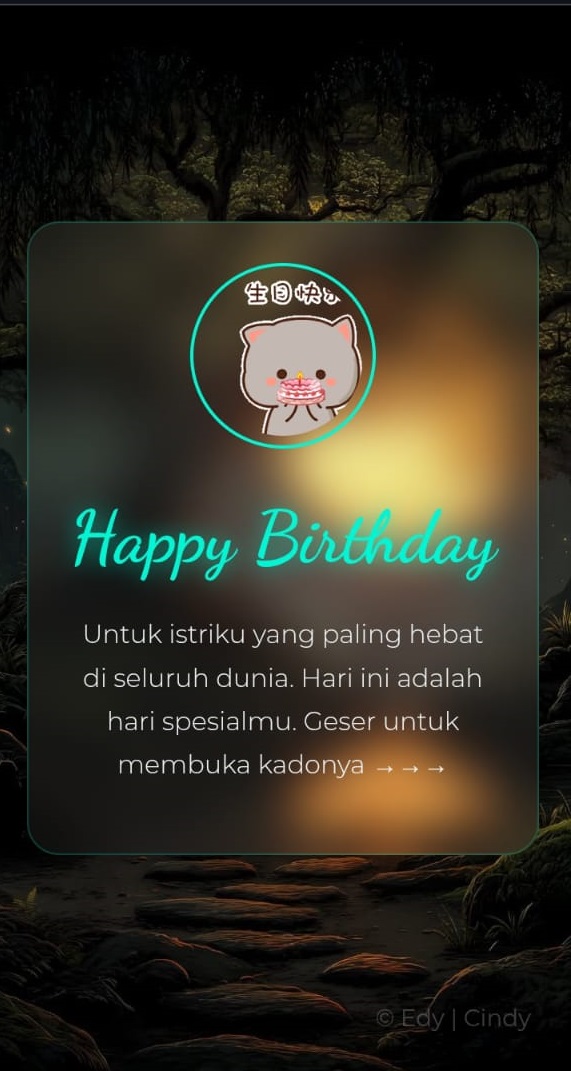 生日快
Happy Birthday
Untuk istriku yang paling hebat
di seluruh dunia. Hari ini adalah
hari spesialmu. Geser untuk
membuka kadonya →→→
© Edy | Cindy